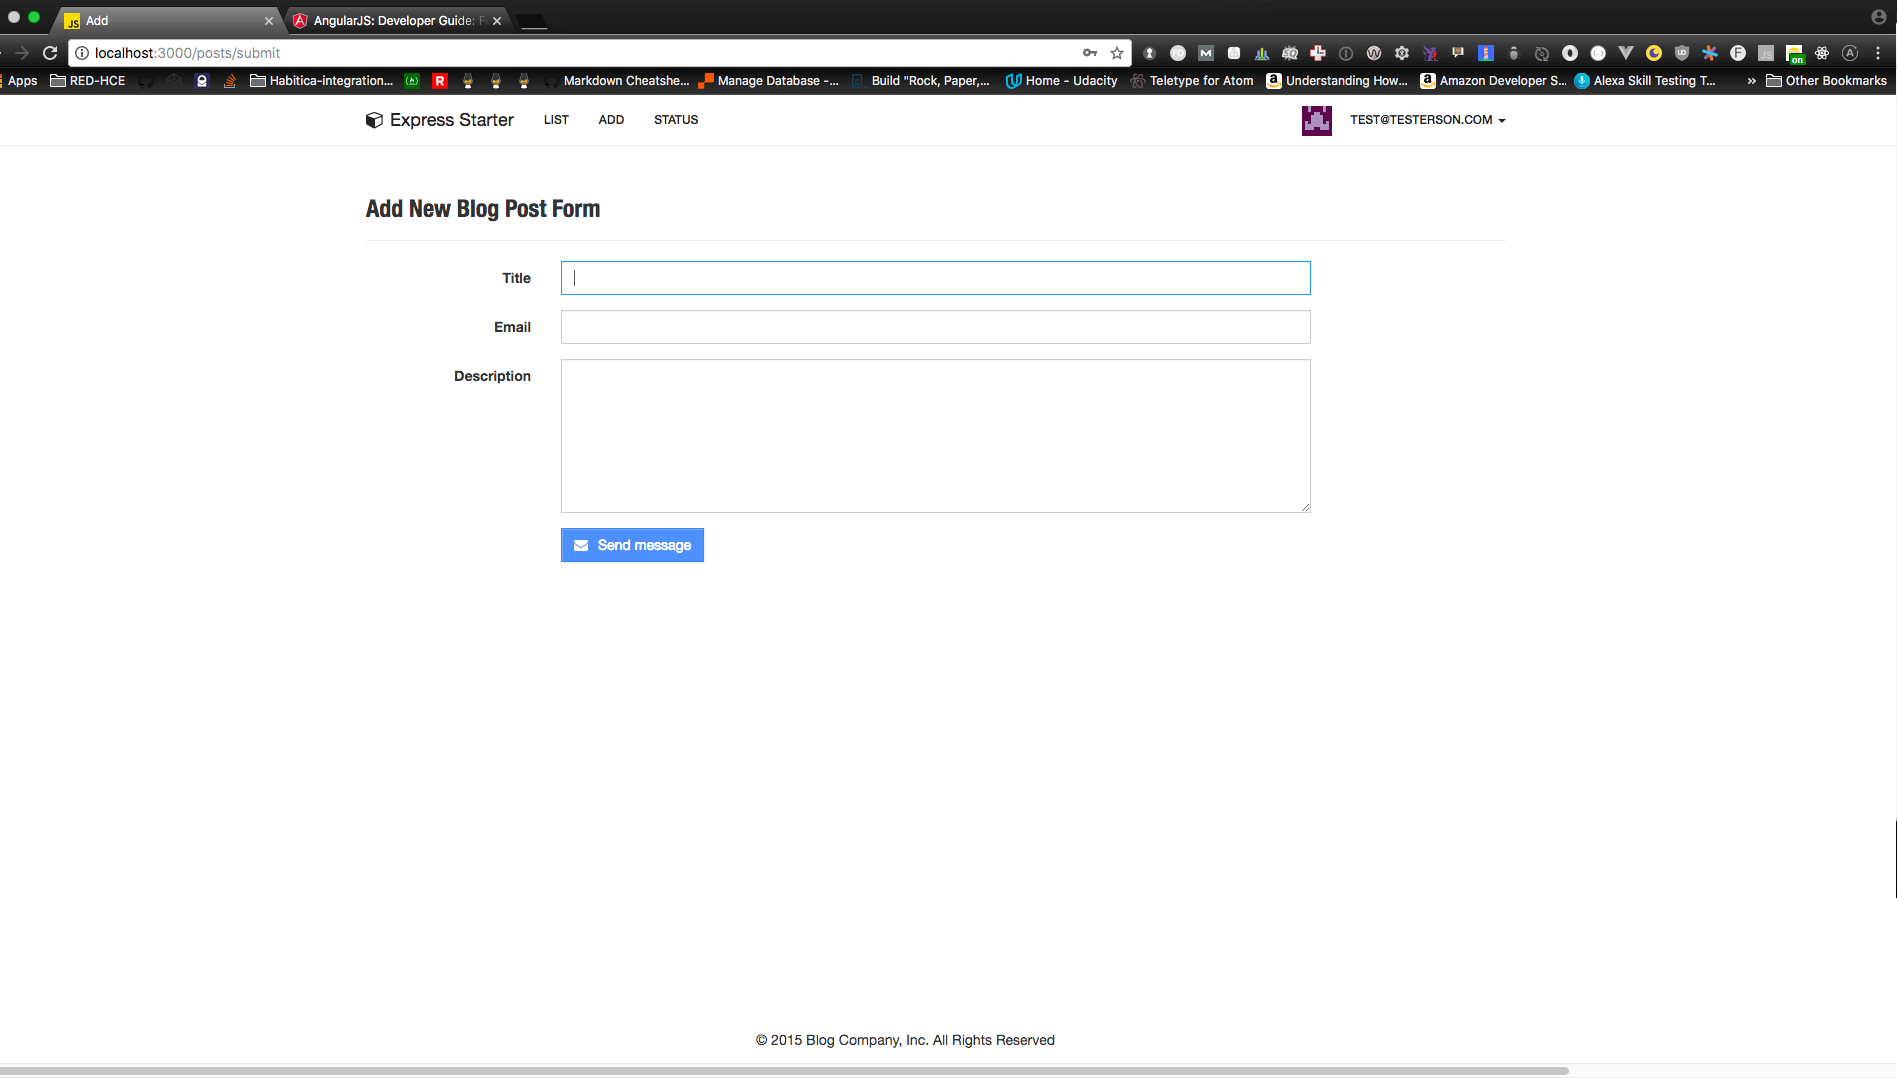 Add
AngularJS: Developer Guide: F
localhost:3000/posts/submit
Apps RED-HCE Habitica-integration... Markdown Cheatshe... Manage Database -... Build "Rock, Paper,... Home - Udacity Teletype for Atom Understanding How... Amazon Developer S... Alexa Skill Testing T... » Other Bookmarks
on
Express Starter LIST ADD STATUS TEST@TESTERSON.COM
Add New Blog Post Form
Title
Email
Description
Send message
© 2015 Blog Company, Inc. All Rights Reserved